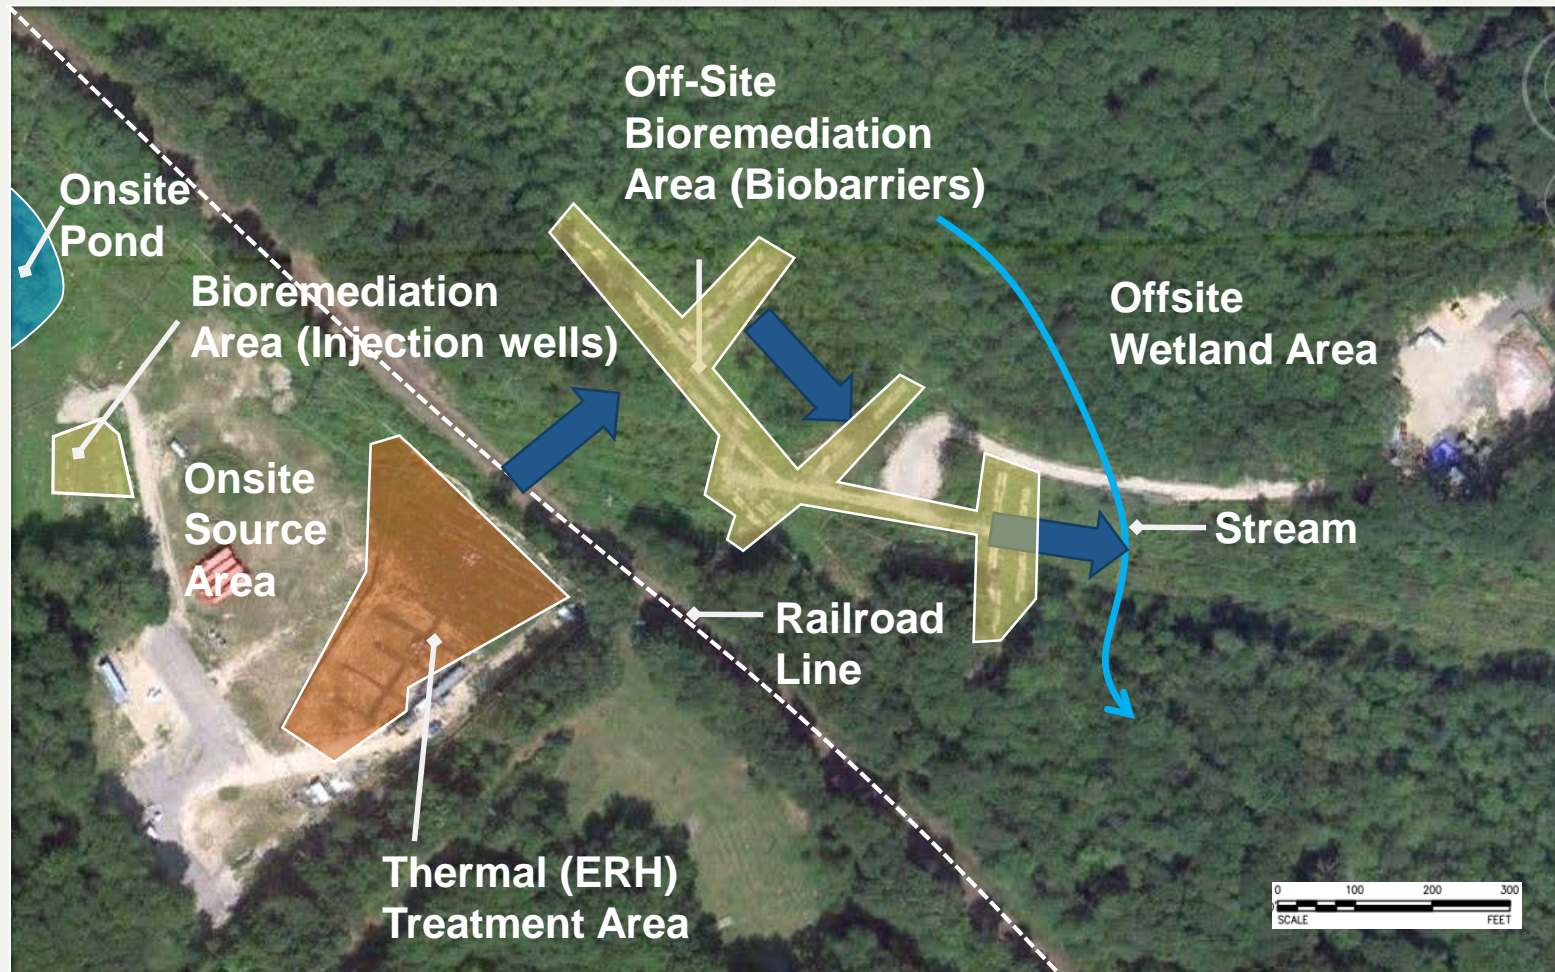 Off-Site
Bioremediation
Area (Biobarriers)
Onsite
Pond
Bioremediation
Area (Injection wells)
Offsite
Wetland Area
Onsite
Source
Area
Stream
Railroad
Line
Thermal (ERH)
Treatment Area
0 100 200 300
SCALE FEET